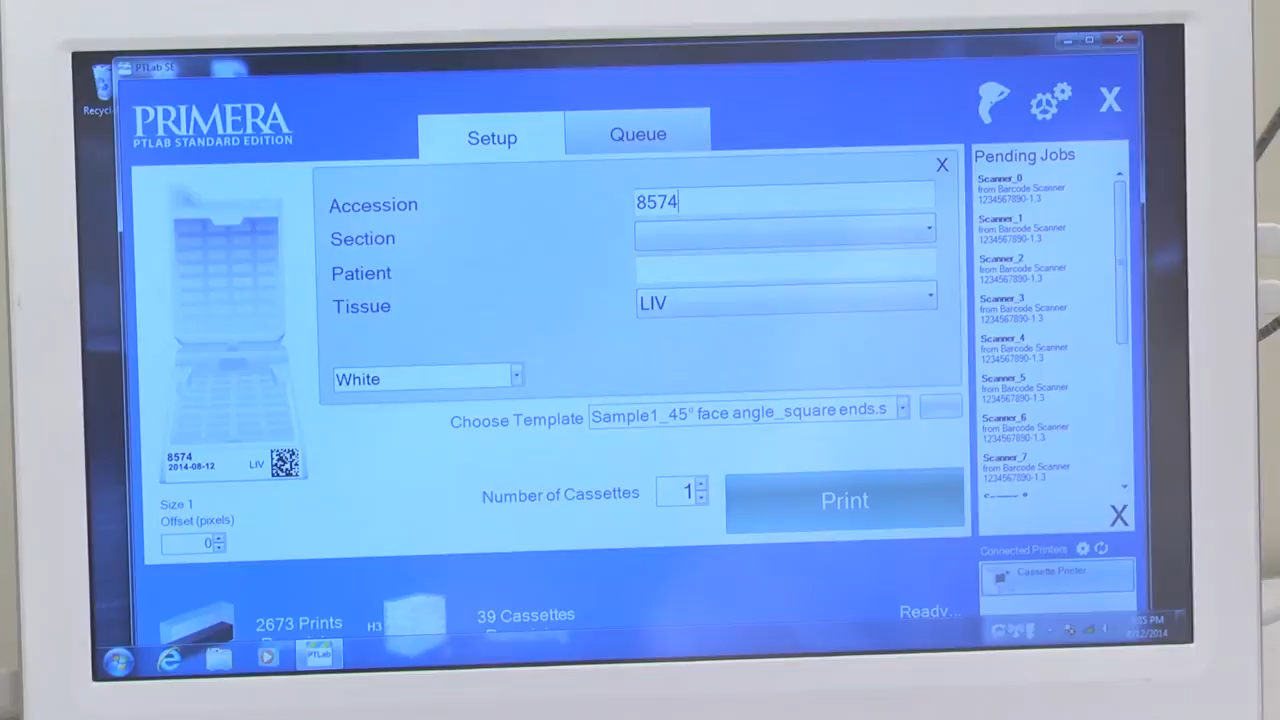 PTLab SE
PRIMERA
PTLAB STANDARD EDITION
Setup
Queue
X
X
Accession
8574
Section
Patient
Tissue
LIV
White
Choose Template
Sample1_45° face angle_square ends.s
Number of Cassettes
1
Print
8574
2014-08-12
LIV
Size 1
Offset (pixels)
0
Pending Jobs
Scanner_0
from Barcode Scanner
1234567890-1.3
Scanner_1
from Barcode Scanner
1234567890-1.3
Scanner_2
from Barcode Scanner
1234567890-1.3
Scanner_3
from Barcode Scanner
1234567890-1.3
Scanner_4
from Barcode Scanner
1234567890-1.3
Scanner_5
from Barcode Scanner
1234567890-1.3
Scanner_6
from Barcode Scanner
1234567890-1.3
Scanner_7
from Barcode Scanner
1234567890-1.3
X
Connected Printers
Cassette Printer
2673 Prints
H3
39 Cassettes
Ready...
PTLab